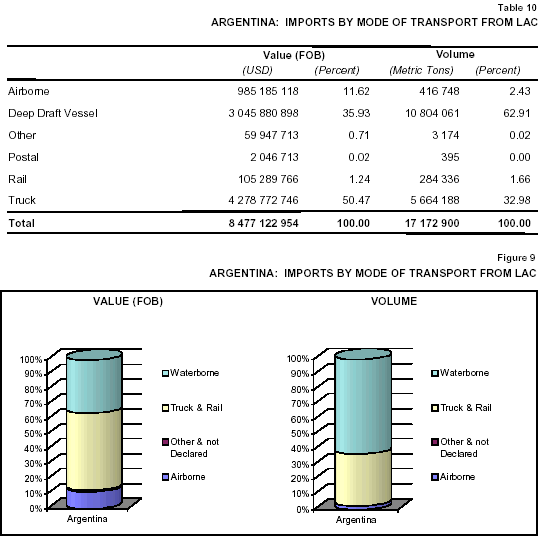 Table 10
ARGENTINA: IMPORTS BY MODE OF TRANSPORT FROM LAC
Value (FOB) Volume
(USD) (Percent) (Metric Tons) (Percent)
Airborne 985 185 118 11.62 416 748 2.43
Deep Draft Vessel 3 045 880 898 35.93 10 804 061 62.91
Other 59 947 713 0.71 3 174 0.02
Postal 2 046 713 0.02 395 0.00
Rail 105 289 766 1.24 284 336 1.66
Truck 4 278 772 746 50.47 5 664 188 32.98
Total 8 477 122 954 100.00 17 172 900 100.00
Figure 9
ARGENTINA: IMPORTS BY MODE OF TRANSPORT FROM LAC
VALUE (FOB)
100%
90%
80%
70%
60%
50%
40%
30%
20%
10%
0%
Argentina
Waterborne
Truck & Rail
Other & not
Declared
Airborne
VOLUME
100%
90%
80%
70%
60%
50%
40%
30%
20%
10%
0%
Argentina
Waterborne
Truck & Rail
Other & not
Declared
Airborne